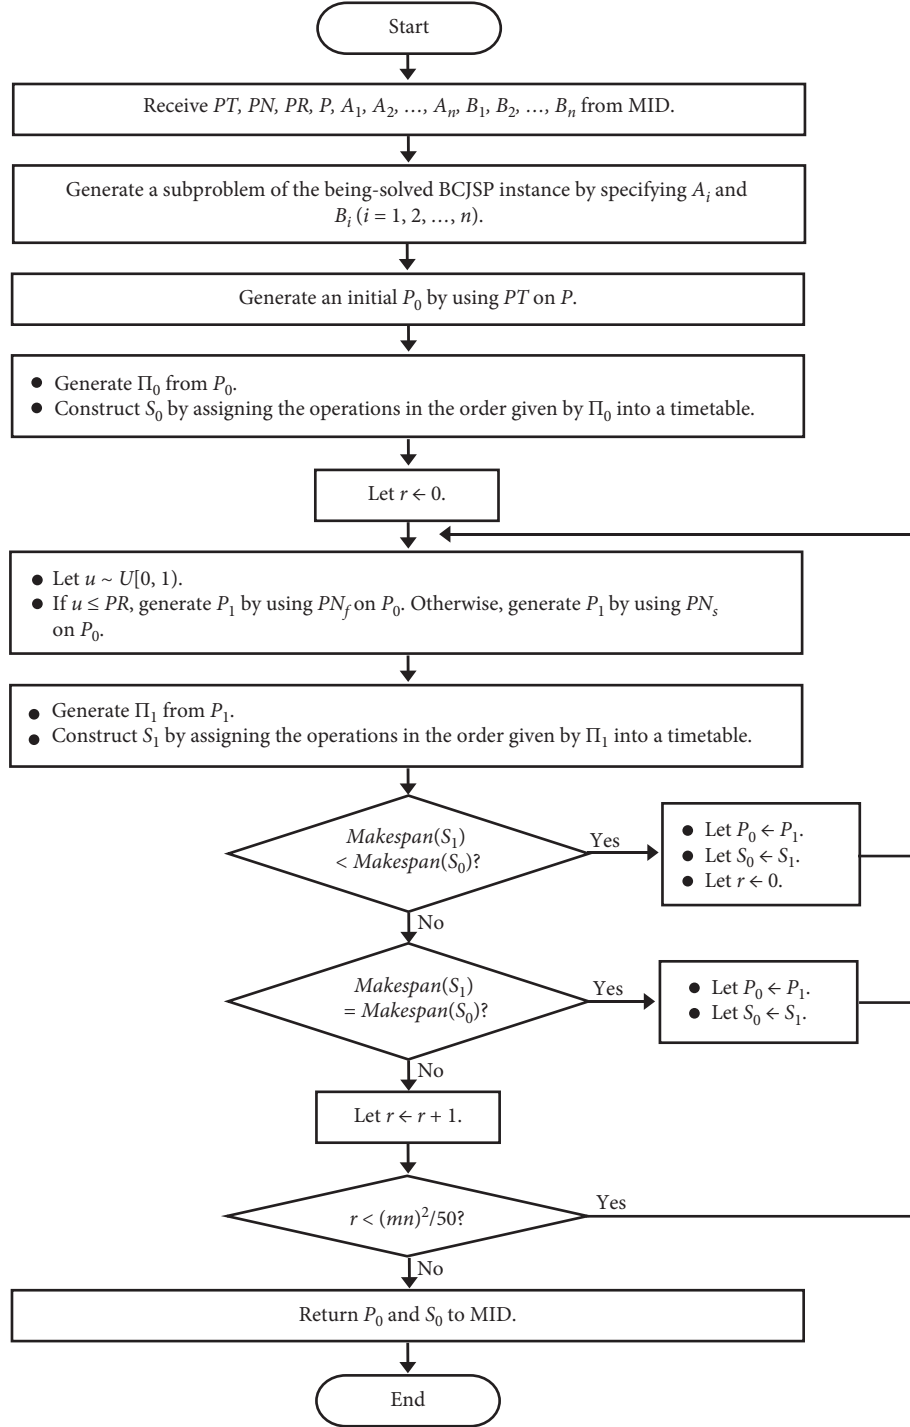 Start
Receive PT, PN, PR, P, A₁, A₂, …, Aₙ, B₁, B₂, …, Bₙ from MID.
Generate a subproblem of the being-solved BCJSP instance by specifying Aᵢ and
Bᵢ (i = 1, 2, …, n).
Generate an initial P₀ by using PT on P.
● Generate Π₀ from P₀.
● Construct S₀ by assigning the operations in the order given by Π₀ into a timetable.
Let r ← 0.
● Let u ~ U[0, 1).
● If u ≤ PR, generate P₁ by using PN_f on P₀. Otherwise, generate P₁ by using PNₛ
on P₀.
● Generate Π₁ from P₁.
● Construct S₁ by assigning the operations in the order given by Π₁ into a timetable.
Makespan(S₁)
< Makespan(S₀)?
Yes
● Let P₀ ← P₁.
● Let S₀ ← S₁.
● Let r ← 0.
No
Makespan(S₁)
= Makespan(S₀)?
Yes
● Let P₀ ← P₁.
● Let S₀ ← S₁.
No
Let r ← r + 1.
r < (mn)²/50?
Yes
No
Return P₀ and S₀ to MID.
End